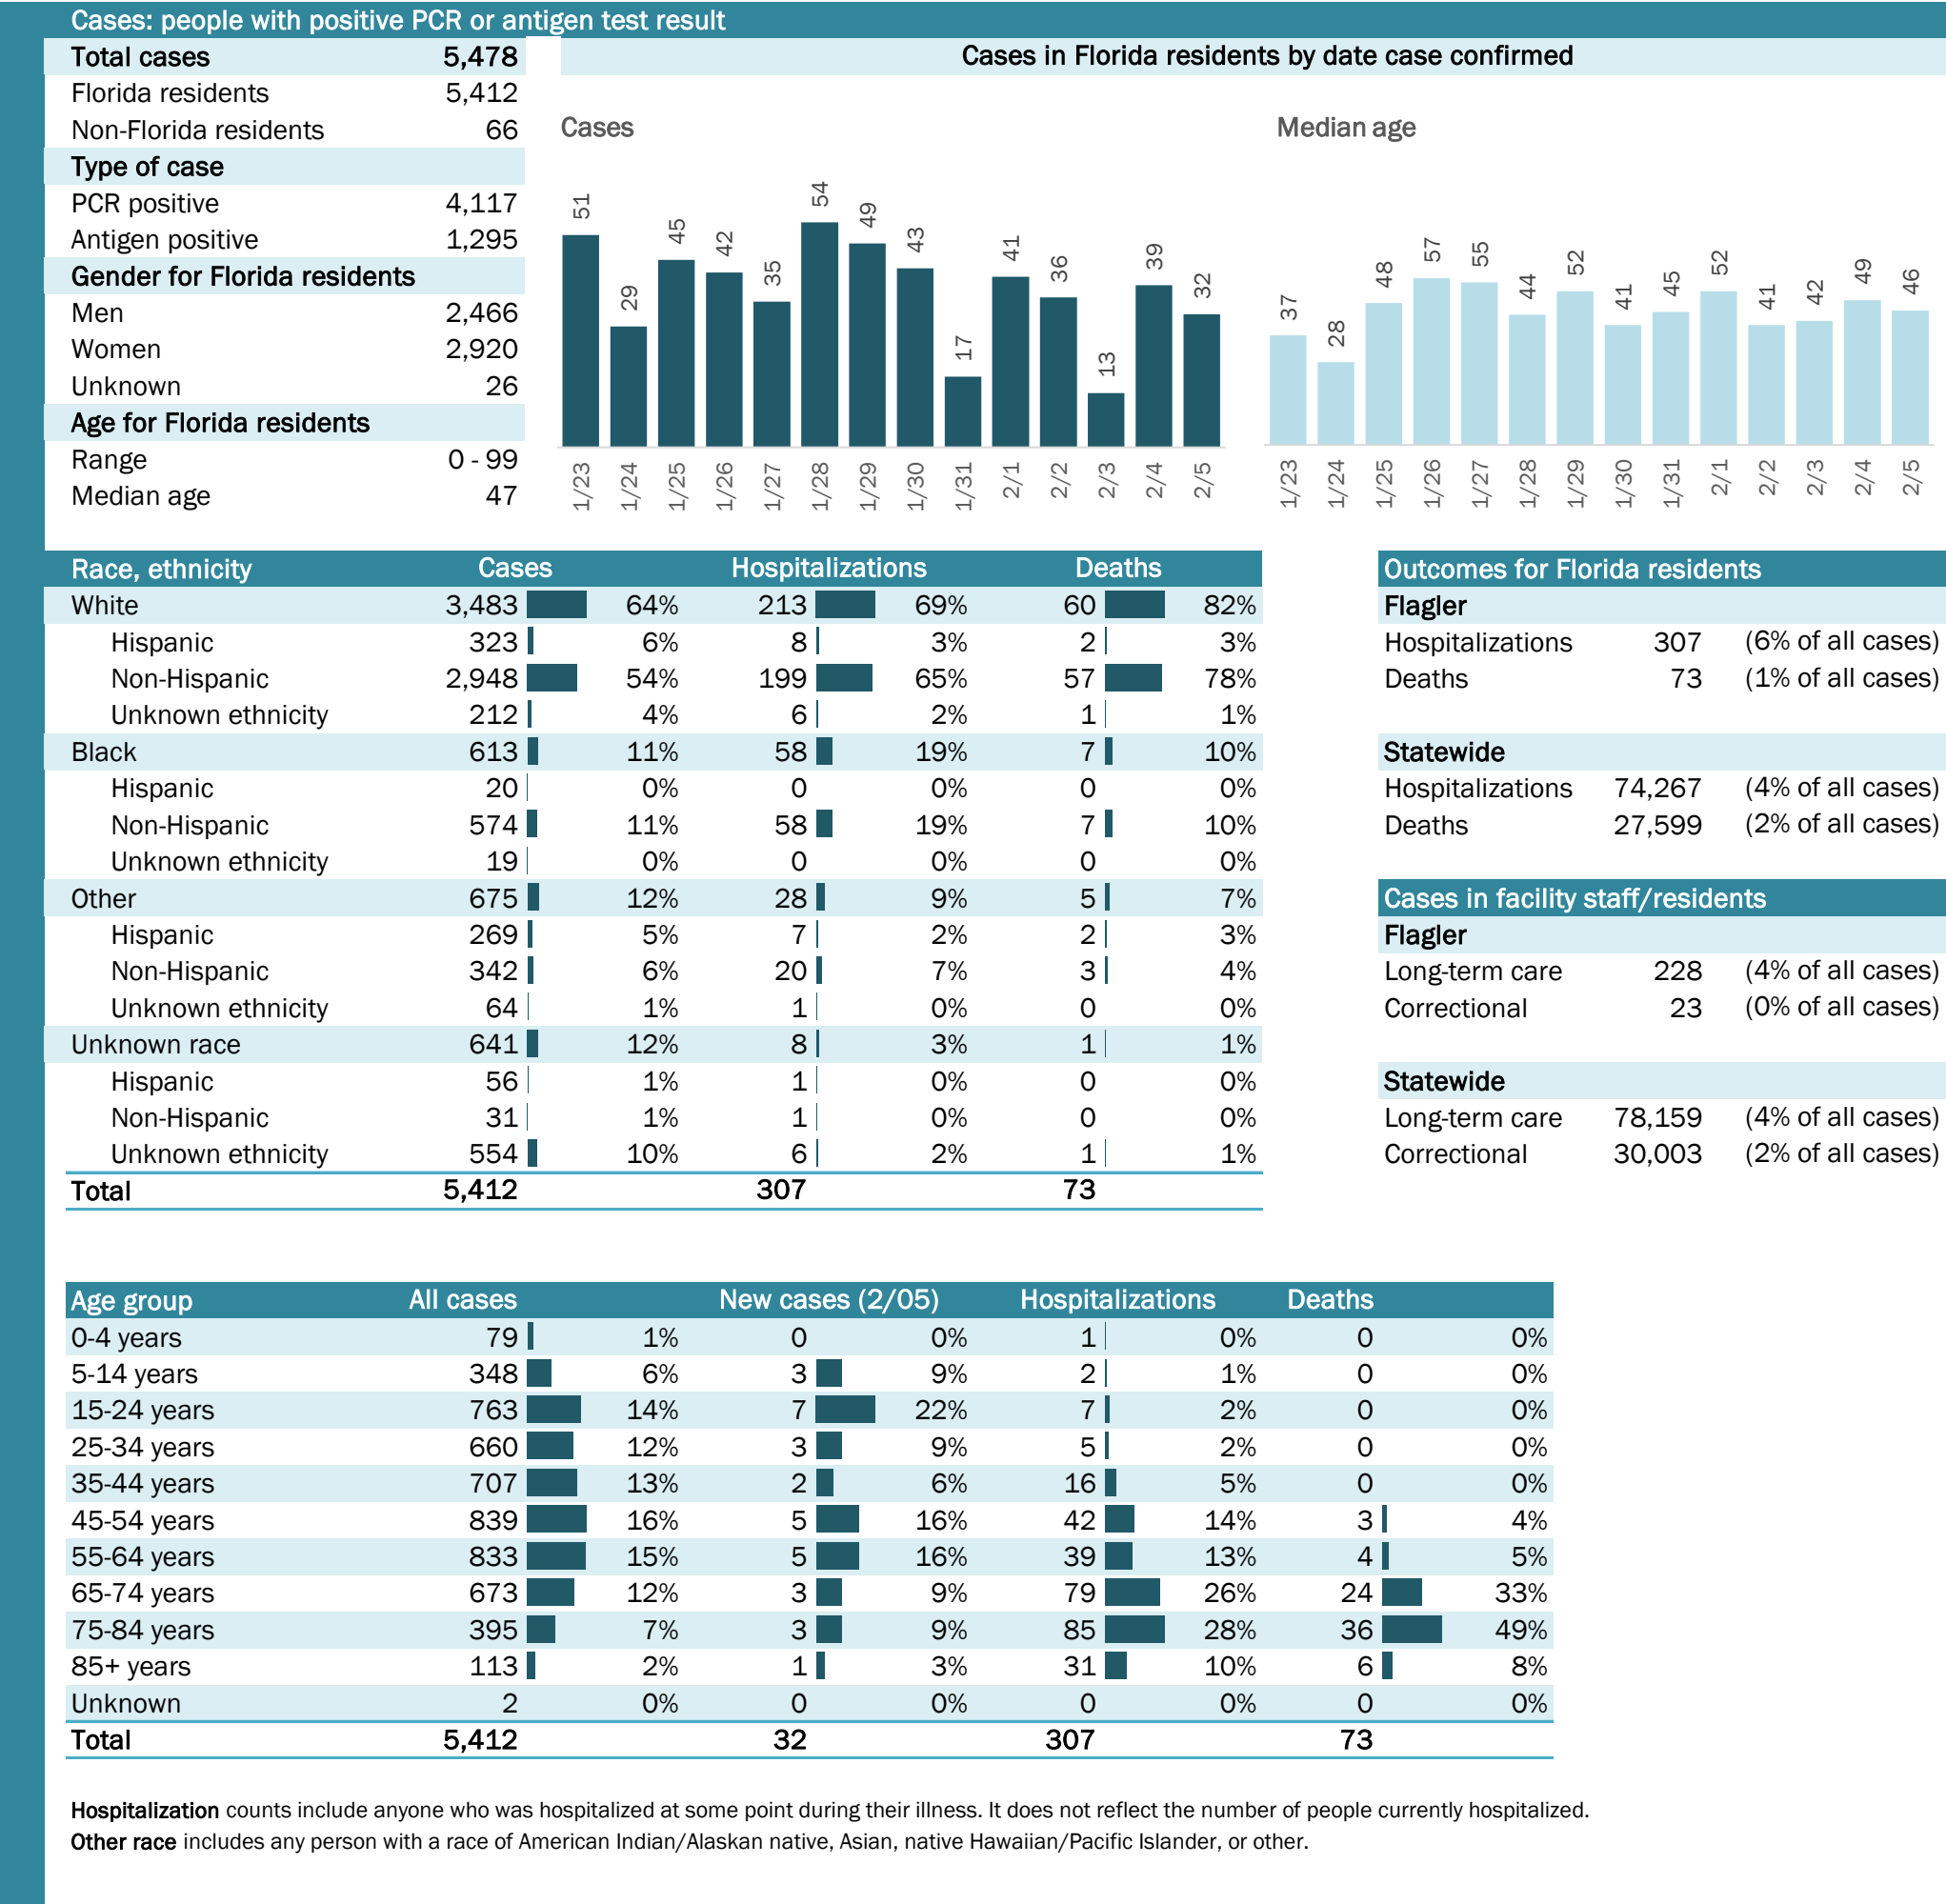 Cases: people with positive PCR or antigen test result
Total cases 5,478
Florida residents 5,412
Non-Florida residents 66
Type of case
PCR positive 4,117
Antigen positive 1,295
Gender for Florida residents
Men 2,466
Women 2,920
Unknown 26
Age for Florida residents
Range 0 - 99
Median age 47
Cases in Florida residents by date case confirmed
Cases
51 29 45 42 35 54 49 43 17 41 36 13 39 32
1/23 1/24 1/25 1/26 1/27 1/28 1/29 1/30 1/31 2/1 2/2 2/3 2/4 2/5
Median age
37 28 48 57 55 44 52 41 45 52 41 42 49 46
1/23 1/24 1/25 1/26 1/27 1/28 1/29 1/30 1/31 2/1 2/2 2/3 2/4 2/5
Race, ethnicity Cases Hospitalizations Deaths
White 3,483 64% 213 69% 60 82%
Hispanic 323 6% 8 3% 2 3%
Non-Hispanic 2,948 54% 199 65% 57 78%
Unknown ethnicity 212 4% 6 2% 1 1%
Black 613 11% 58 19% 7 10%
Hispanic 20 0% 0 0% 0 0%
Non-Hispanic 574 11% 58 19% 7 10%
Unknown ethnicity 19 0% 0 0% 0 0%
Other 675 12% 28 9% 5 7%
Hispanic 269 5% 7 2% 2 3%
Non-Hispanic 342 6% 20 7% 3 4%
Unknown ethnicity 64 1% 1 0% 0 0%
Unknown race 641 12% 8 3% 1 1%
Hispanic 56 1% 1 0% 0 0%
Non-Hispanic 31 1% 1 0% 0 0%
Unknown ethnicity 554 10% 6 2% 1 1%
Total 5,412 307 73
Outcomes for Florida residents
Flagler
Hospitalizations 307 (6% of all cases)
Deaths 73 (1% of all cases)
Statewide
Hospitalizations 74,267 (4% of all cases)
Deaths 27,599 (2% of all cases)
Cases in facility staff/residents
Flagler
Long-term care 228 (4% of all cases)
Correctional 23 (0% of all cases)
Statewide
Long-term care 78,159 (4% of all cases)
Correctional 30,003 (2% of all cases)
Age group All cases New cases (2/05) Hospitalizations Deaths
0-4 years 79 1% 0 0% 1 0% 0 0%
5-14 years 348 6% 3 9% 2 1% 0 0%
15-24 years 763 14% 7 22% 7 2% 0 0%
25-34 years 660 12% 3 9% 5 2% 0 0%
35-44 years 707 13% 2 6% 16 5% 0 0%
45-54 years 839 16% 5 16% 42 14% 3 4%
55-64 years 833 15% 5 16% 39 13% 4 5%
65-74 years 673 12% 3 9% 79 26% 24 33%
75-84 years 395 7% 3 9% 85 28% 36 49%
85+ years 113 2% 1 3% 31 10% 6 8%
Unknown 2 0% 0 0% 0 0% 0 0%
Total 5,412 32 307 73
Hospitalization counts include anyone who was hospitalized at some point during their illness. It does not reflect the number of people currently hospitalized.
Other race includes any person with a race of American Indian/Alaskan native, Asian, native Hawaiian/Pacific Islander, or other.